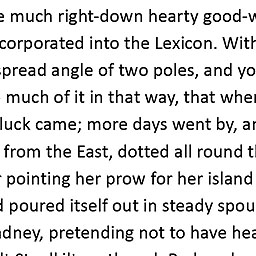 much right-down hearty good-
corporated into the Lexicon. With
spread angle of two poles, and yo
much of it in that way, that whe
luck came; more days went by, a
from the East, dotted all round t
pointing her prow for her island
poured itself out in steady spou
dney, pretending not to have hea